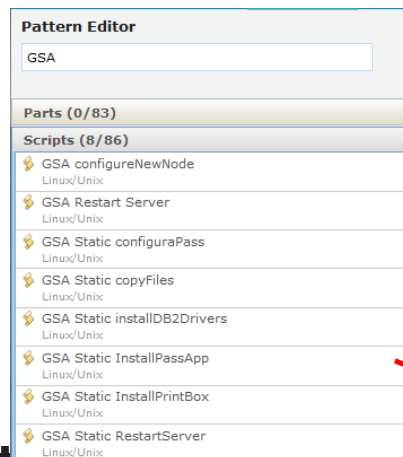 Pattern Editor
GSA
Parts (0/83)
Scripts (8/86)
GSA configureNewNode
Linux/Unix
GSA Restart Server
Linux/Unix
GSA Static configuraPass
Linux/Unix
GSA Static copyFiles
Linux/Unix
GSA Static installDB2Drivers
Linux/Unix
GSA Static InstallPassApp
Linux/Unix
GSA Static InstallPrintBox
Linux/Unix
GSA Static RestartServer
Linux/Unix